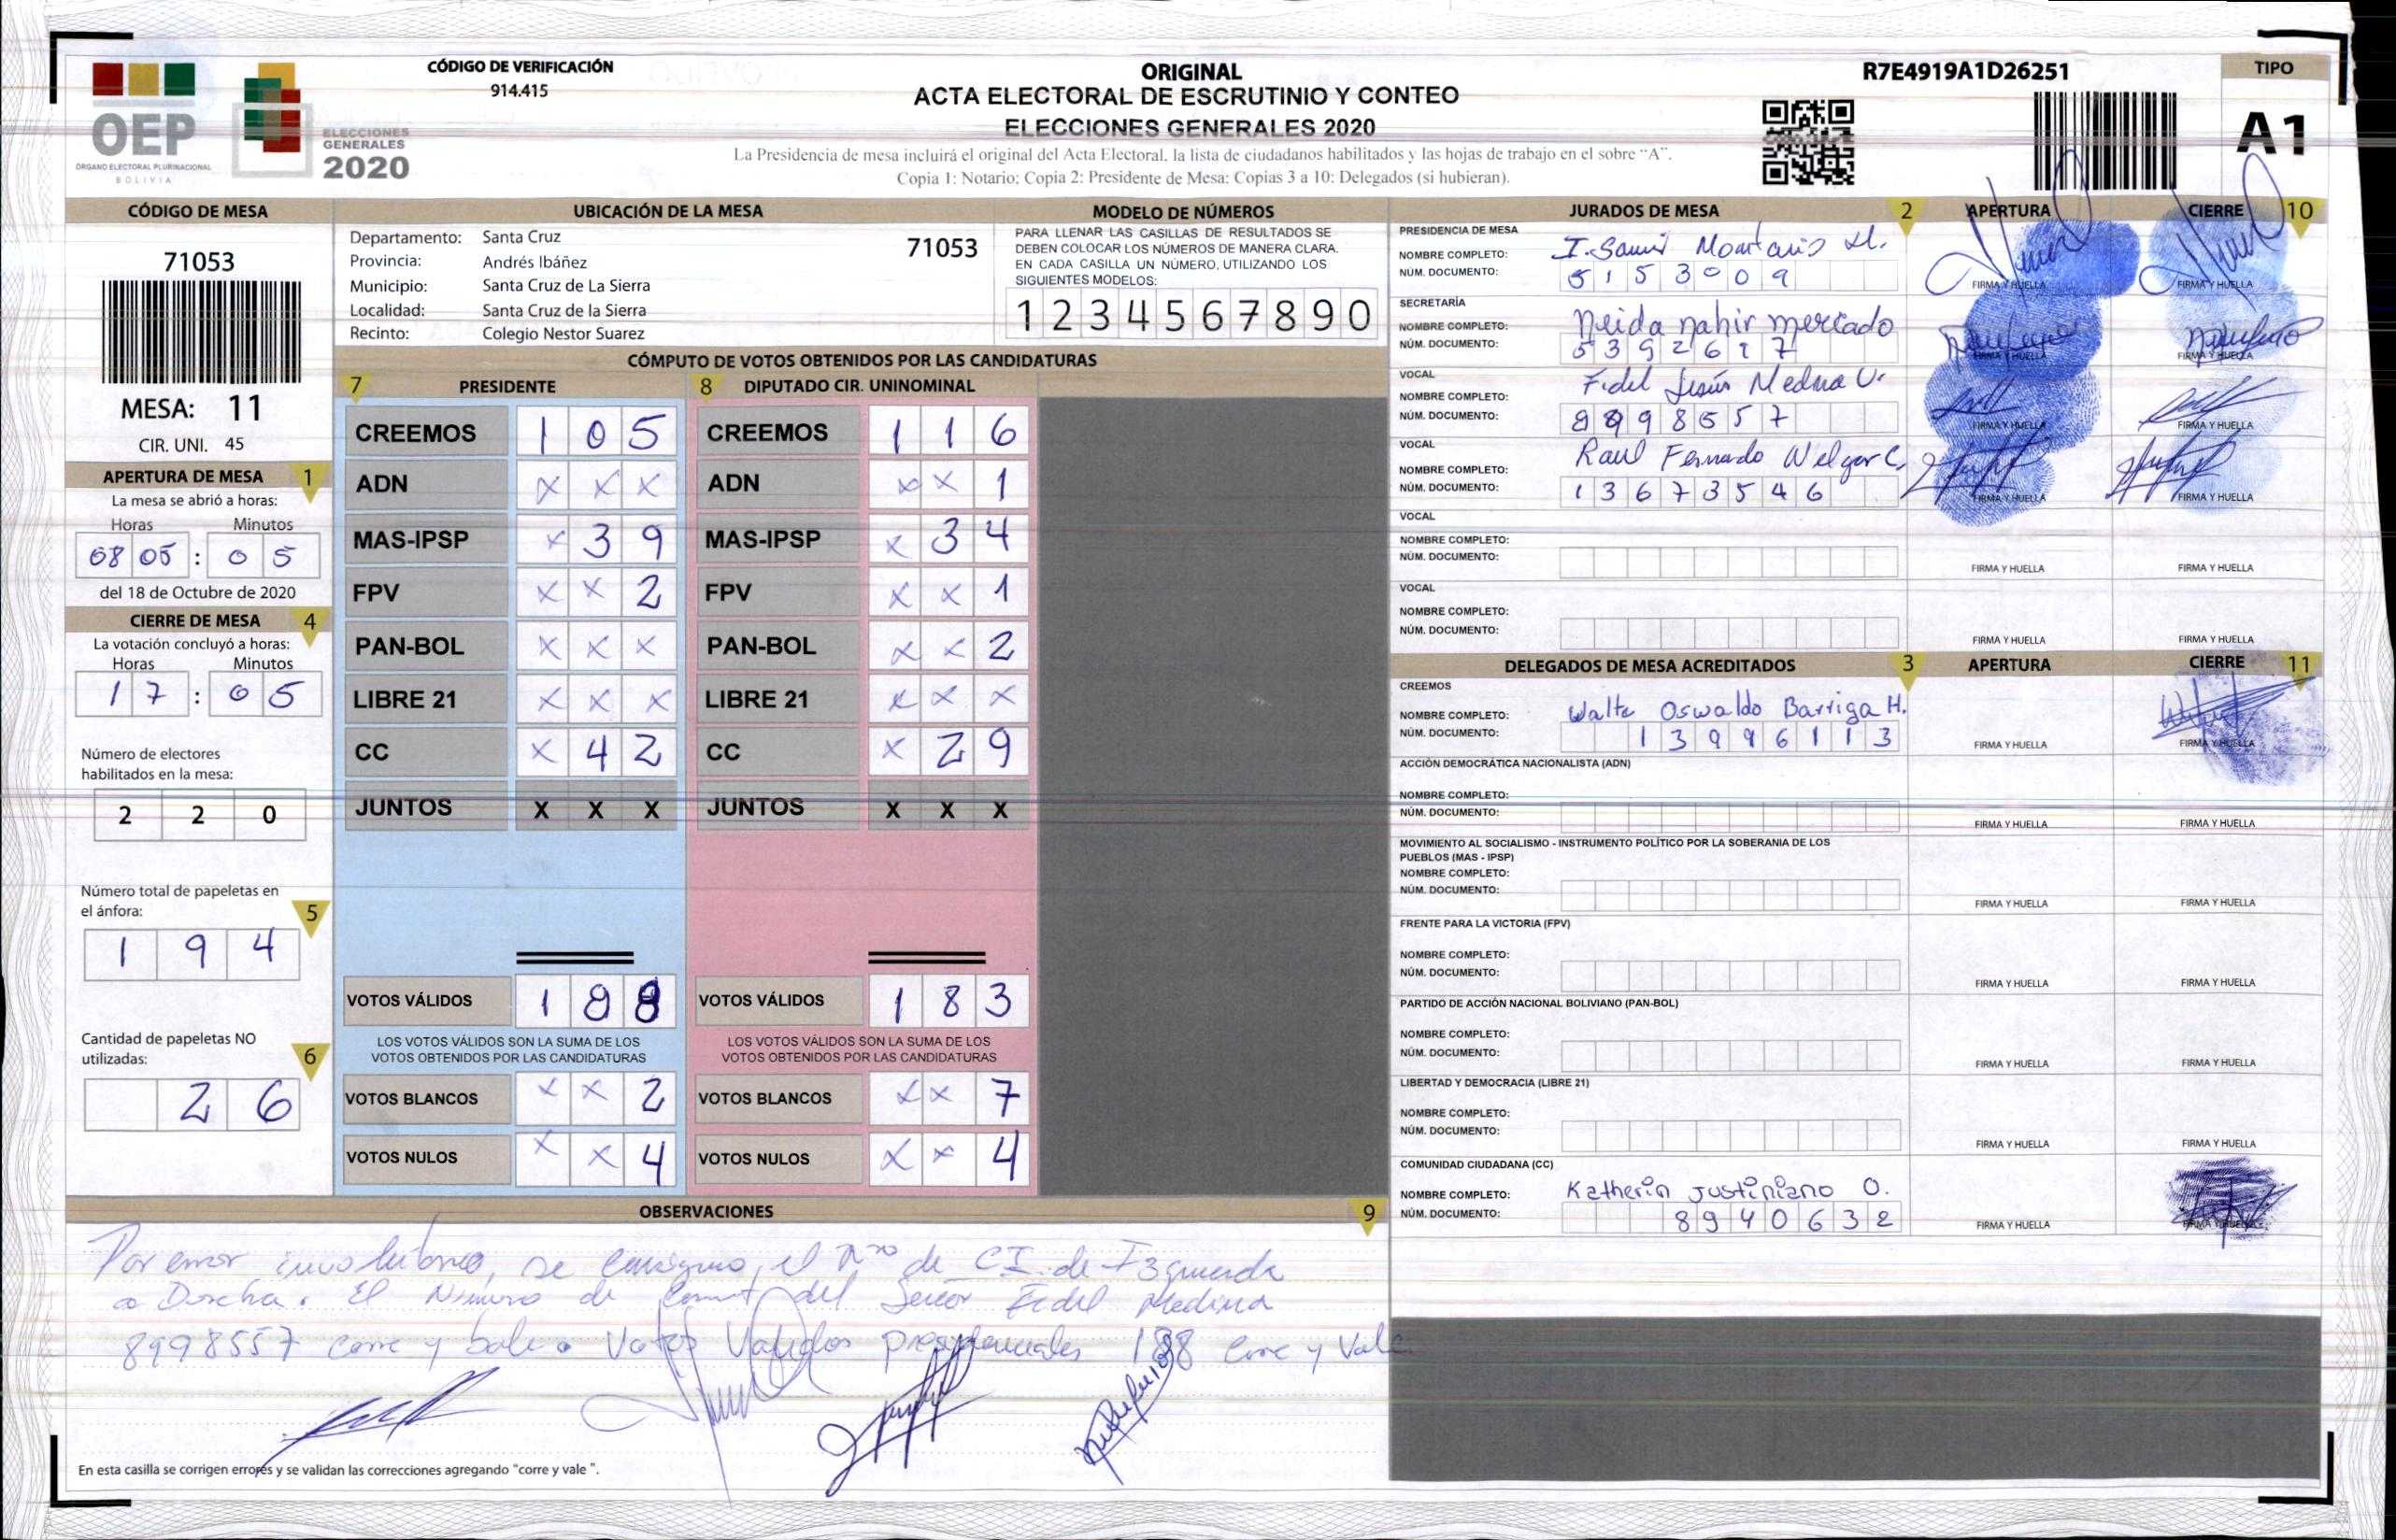 CÓDIGO DE VERIFICACIÓN
914.415
OEP
ÓRGANO ELECTORAL PLURINACIONAL
BOLIVIA
ELECCIONES
GENERALES
2020
ORIGINAL
ACTA ELECTORAL DE ESCRUTINIO Y CONTEO
ELECCIONES GENERALES 2020
La Presidencia de mesa incluirá el original del Acta Electoral, la lista de ciudadanos habilitados y las hojas de trabajo en el sobre “A”.
Copia 1: Notario; Copia 2: Presidente de Mesa: Copias 3 a 10: Delegados (si hubieran).
R7E4919A1D26251
TIPO
A1
CÓDIGO DE MESA
71053
MESA: 11
CIR. UNI. 45
APERTURA DE MESA 1
La mesa se abrió a horas:
Horas Minutos
08 05 : 0 5
del 18 de Octubre de 2020
CIERRE DE MESA 4
La votación concluyó a horas:
Horas Minutos
1 7 : 0 5
Número de electores
habilitados en la mesa:
2 2 0
Número total de papeletas en
el ánfora: 5
1 9 4
Cantidad de papeletas NO
utilizadas: 6
2 6
UBICACIÓN DE LA MESA
Departamento: Santa Cruz 71053
Provincia: Andrés Ibáñez
Municipio: Santa Cruz de La Sierra
Localidad: Santa Cruz de la Sierra
Recinto: Colegio Nestor Suarez
MODELO DE NÚMEROS
PARA LLENAR LAS CASILLAS DE RESULTADOS SE
DEBEN COLOCAR LOS NÚMEROS DE MANERA CLARA.
EN CADA CASILLA UN NÚMERO, UTILIZANDO LOS
SIGUIENTES MODELOS:
1 2 3 4 5 6 7 8 9 0
CÓMPUTO DE VOTOS OBTENIDOS POR LAS CANDIDATURAS
7 PRESIDENTE
CREEMOS 1 0 5
ADN X X X
MAS-IPSP X 3 9
FPV X X 2
PAN-BOL X X X
LIBRE 21 X X X
CC X 4 2
JUNTOS X X X
VOTOS VÁLIDOS 1 8 8
LOS VOTOS VÁLIDOS SON LA SUMA DE LOS
VOTOS OBTENIDOS POR LAS CANDIDATURAS
VOTOS BLANCOS X X 2
VOTOS NULOS X X 4
8 DIPUTADO CIR. UNINOMINAL
CREEMOS 1 1 6
ADN X X 1
MAS-IPSP X 3 4
FPV X X 1
PAN-BOL X X 2
LIBRE 21 X X X
CC X 2 9
JUNTOS X X X
VOTOS VÁLIDOS 1 8 3
LOS VOTOS VÁLIDOS SON LA SUMA DE LOS
VOTOS OBTENIDOS POR LAS CANDIDATURAS
VOTOS BLANCOS X X 7
VOTOS NULOS X X 4
OBSERVACIONES 9
Por error involuntario, se consigno, el Nro de CI. de Izquierda
a Derecha. El Número de Carnet del Señor Fidel Medina
8998557 corre y vale. Votos Validos presidenciales 188 corre y Vale
En esta casilla se corrigen errores y se validan las correcciones agregando "corre y vale ".
JURADOS DE MESA 2 APERTURA CIERRE 10
PRESIDENCIA DE MESA
NOMBRE COMPLETO: I. Samir Montaño M.
NÚM. DOCUMENTO: 5 1 5 3 0 0 9
FIRMA Y HUELLA FIRMA Y HUELLA
SECRETARÍA
NOMBRE COMPLETO: Neida nahir mercado
NÚM. DOCUMENTO: 5 3 9 2 6 1 7
FIRMA Y HUELLA FIRMA Y HUELLA
VOCAL
NOMBRE COMPLETO: Fidel Jesús Medina V.
NÚM. DOCUMENTO: 8 9 9 8 5 5 7
FIRMA Y HUELLA FIRMA Y HUELLA
VOCAL
NOMBRE COMPLETO: Raul Fernando Melgar C.
NÚM. DOCUMENTO: 1 3 6 7 3 5 4 6
FIRMA Y HUELLA FIRMA Y HUELLA
VOCAL
NOMBRE COMPLETO:
NÚM. DOCUMENTO:
FIRMA Y HUELLA FIRMA Y HUELLA
VOCAL
NOMBRE COMPLETO:
NÚM. DOCUMENTO:
FIRMA Y HUELLA FIRMA Y HUELLA
DELEGADOS DE MESA ACREDITADOS 3 APERTURA CIERRE 11
CREEMOS
NOMBRE COMPLETO: Walter Oswaldo Barriga H.
NÚM. DOCUMENTO: 1 3 9 9 6 1 1 3
FIRMA Y HUELLA FIRMA Y HUELLA
ACCIÓN DEMOCRÁTICA NACIONALISTA (ADN)
NOMBRE COMPLETO:
NÚM. DOCUMENTO:
FIRMA Y HUELLA FIRMA Y HUELLA
MOVIMIENTO AL SOCIALISMO - INSTRUMENTO POLÍTICO POR LA SOBERANIA DE LOS
PUEBLOS (MAS - IPSP)
NOMBRE COMPLETO:
NÚM. DOCUMENTO:
FIRMA Y HUELLA FIRMA Y HUELLA
FRENTE PARA LA VICTORIA (FPV)
NOMBRE COMPLETO:
NÚM. DOCUMENTO:
FIRMA Y HUELLA FIRMA Y HUELLA
PARTIDO DE ACCIÓN NACIONAL BOLIVIANO (PAN-BOL)
NOMBRE COMPLETO:
NÚM. DOCUMENTO:
FIRMA Y HUELLA FIRMA Y HUELLA
LIBERTAD Y DEMOCRACIA (LIBRE 21)
NOMBRE COMPLETO:
NÚM. DOCUMENTO:
FIRMA Y HUELLA FIRMA Y HUELLA
COMUNIDAD CIUDADANA (CC)
NOMBRE COMPLETO: Katherin Justiniano O.
NÚM. DOCUMENTO: 8 9 4 0 6 3 2
FIRMA Y HUELLA FIRMA Y HUELLA